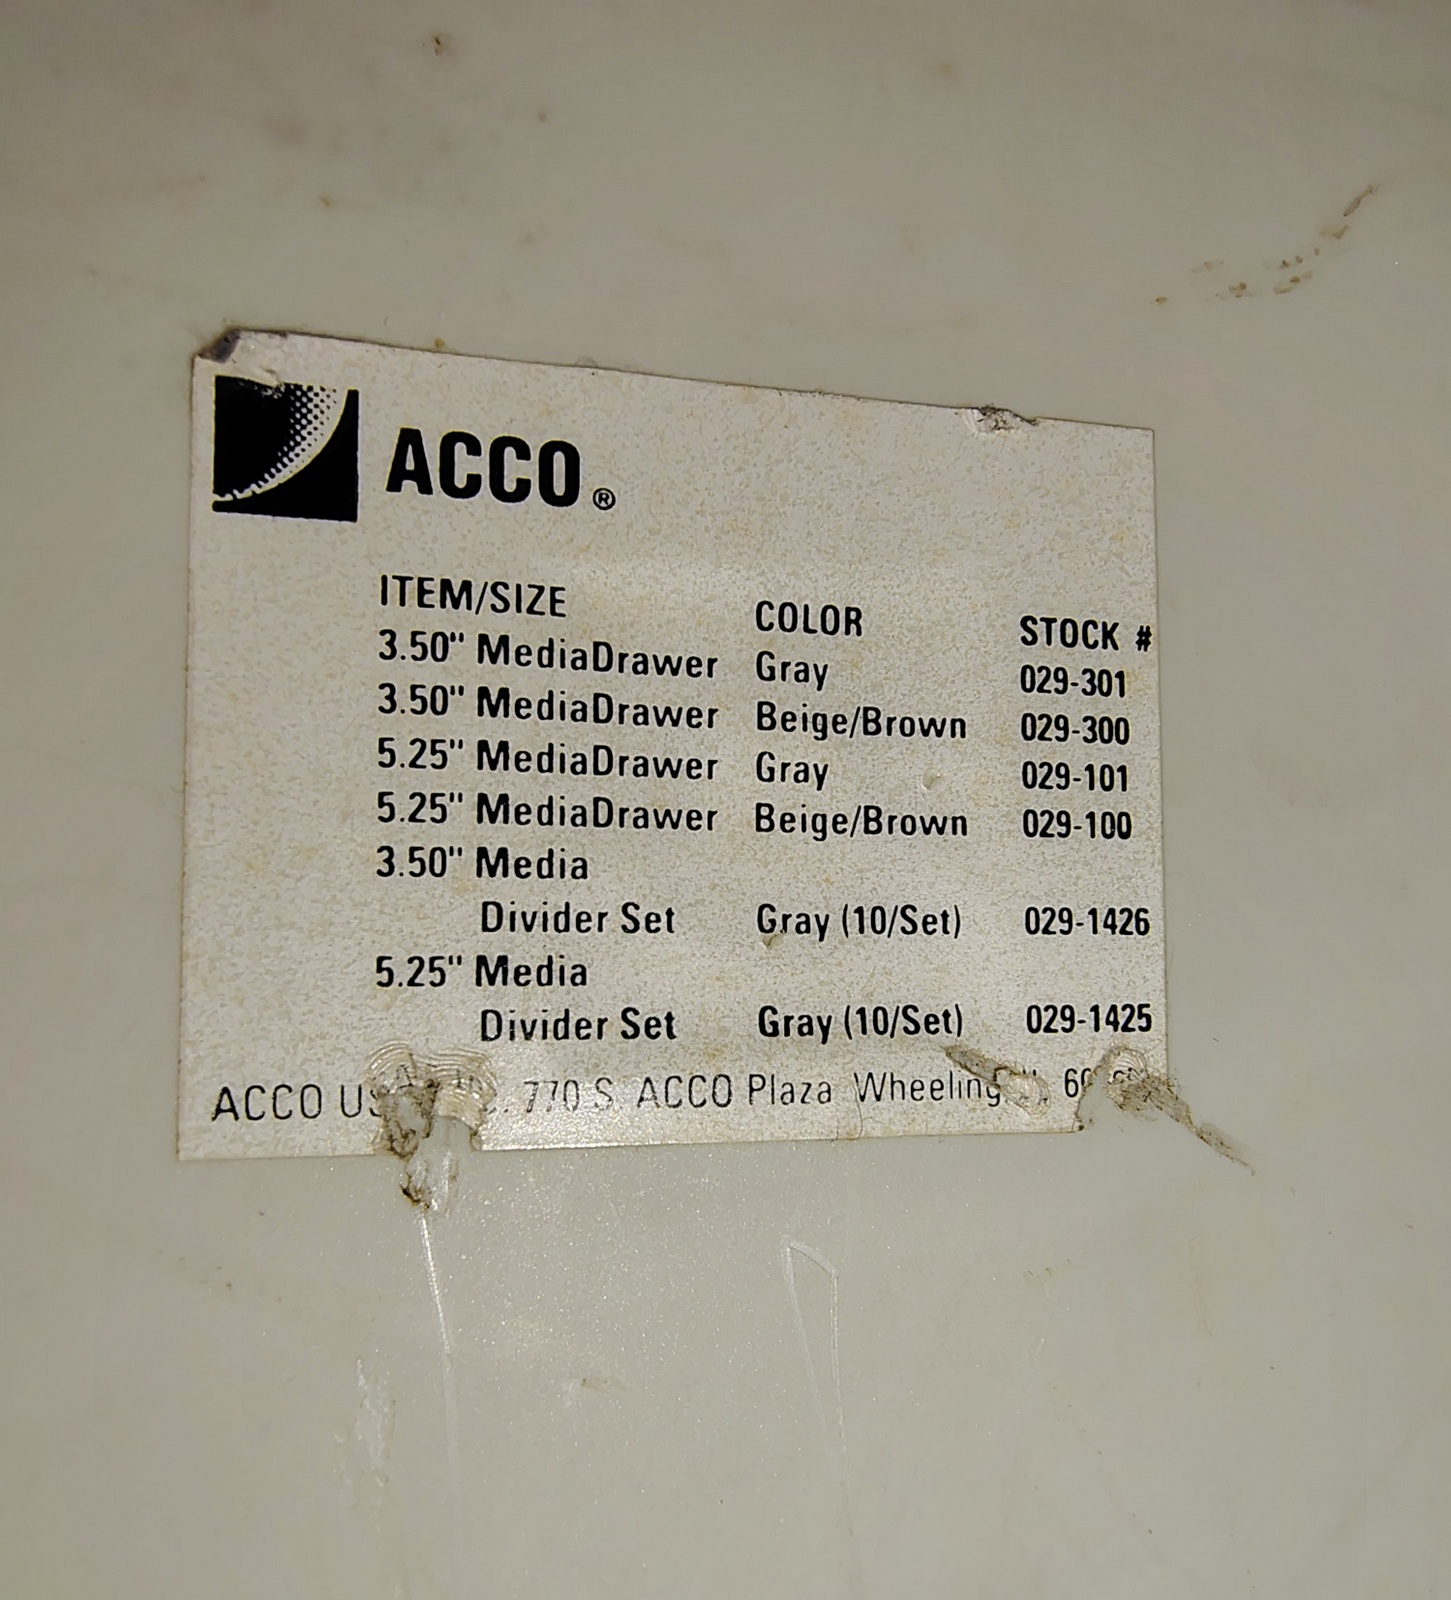 ACCO®
ITEM/SIZE COLOR STOCK #
3.50" MediaDrawer Gray 029-301
3.50" MediaDrawer Beige/Brown 029-300
5.25" MediaDrawer Gray 029-101
5.25" MediaDrawer Beige/Brown 029-100
3.50" Media
Divider Set Gray (10/Set) 029-1426
5.25" Media
Divider Set Gray (10/Set) 029-1425
ACCO 770 S. ACCO Plaza Wheeling